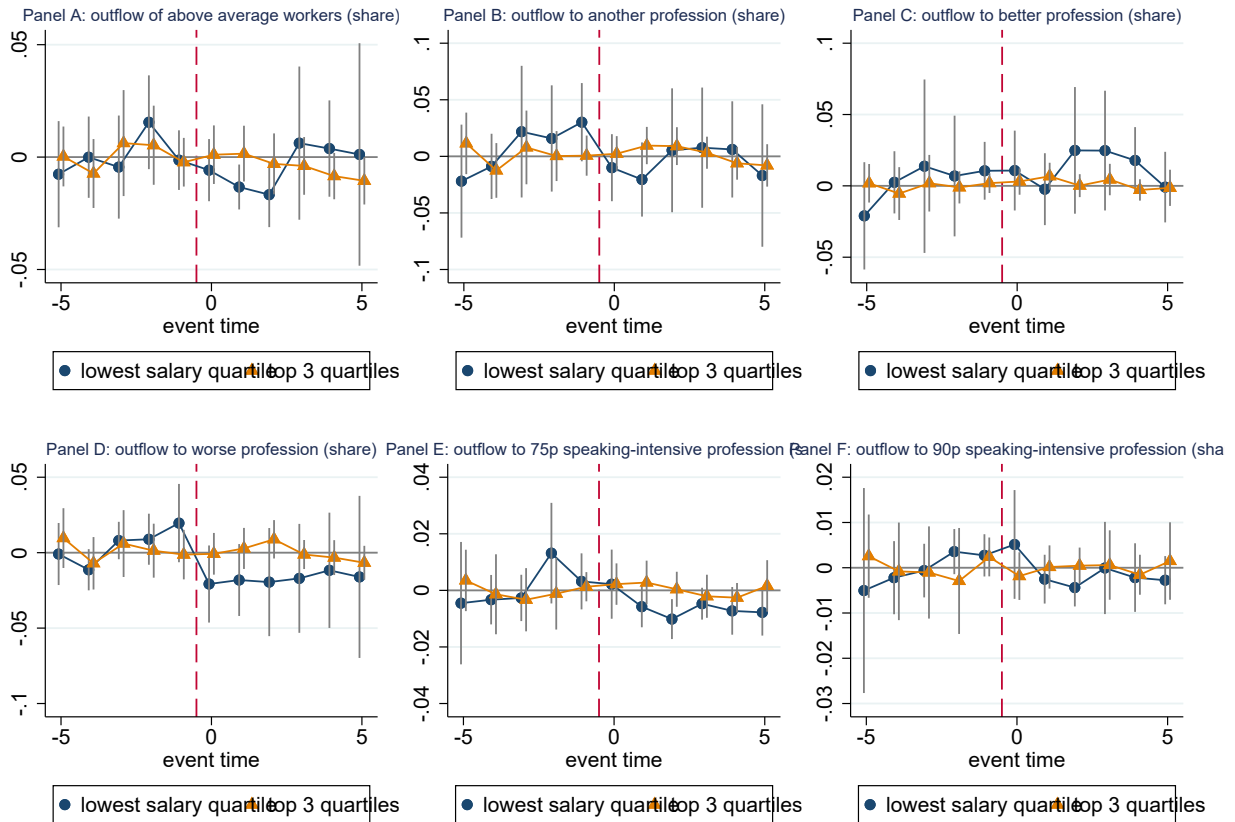 Panel A: outflow of above average workers (share)
.05
0
-.05
-5
0
5
event time
lowest salary quartile
top 3 quartiles
Panel B: outflow to another profession (share)
.1
.05
0
-.05
-.1
-5
0
5
event time
lowest salary quartile
top 3 quartiles
Panel C: outflow to better profession (share)
.1
.05
0
-.05
-5
0
5
event time
lowest salary quartile
top 3 quartiles
Panel D: outflow to worse profession (share)
.05
0
-.05
-.1
-5
0
5
event time
lowest salary quartile
top 3 quartiles
Panel E: outflow to 75p speaking-intensive profession (s
.04
.02
0
-.02
-.04
-5
0
5
event time
lowest salary quartile
top 3 quartiles
Panel F: outflow to 90p speaking-intensive profession (sha
.02
.01
0
-.01
-.02
-.03
-5
0
5
event time
lowest salary quartile
top 3 quartiles